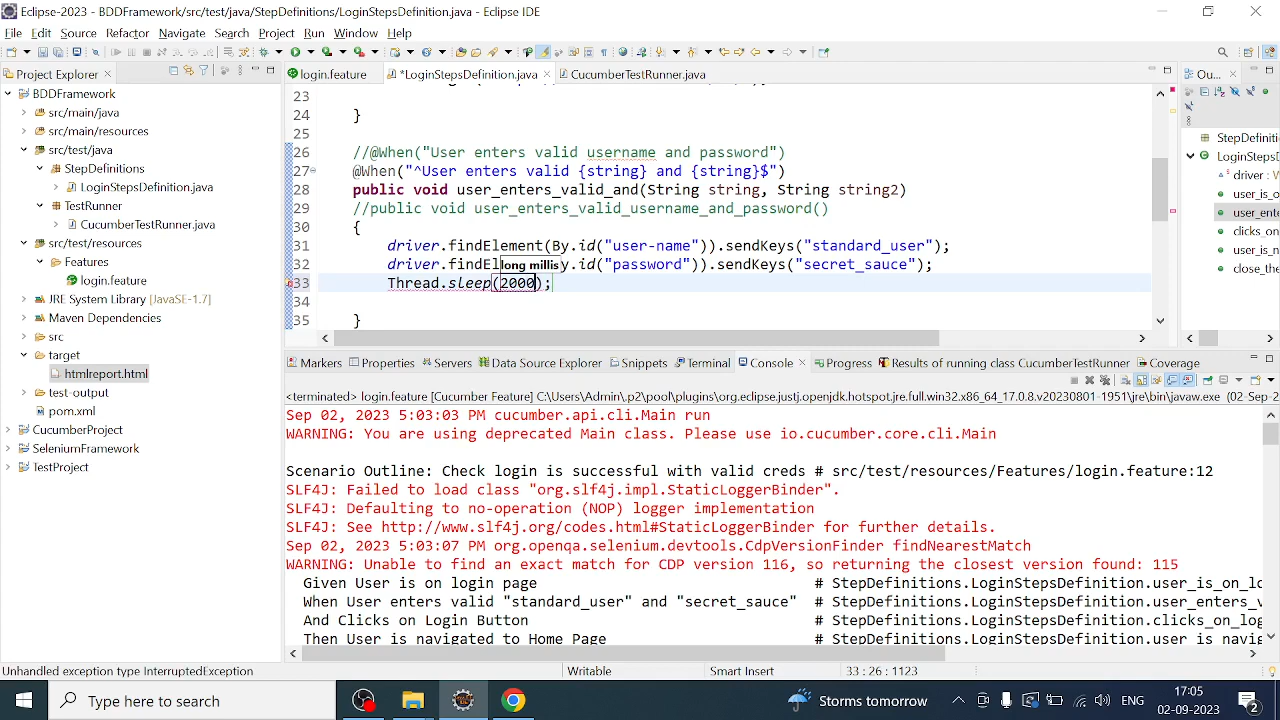 Eclipse-2023 - BDDFramework/src/test/java/StepDefinitions/LoginStepsDefinition.java - Eclipse IDE
File Edit Source Refactor Navigate Search Project Run Window Help
Project Explorer
BDDFramework
src/main/java
src/main/resources
src/test/java
StepDefinitions
LoginStepsDefinition.java
TestRunner
CucumberTestRunner.java
src/test/resources
Features
login.feature
JRE System Library [JavaSE-1.7]
Maven Dependencies
src
target
htmlreport.html
test-output
pom.xml
CucumberProject
SeleniumFramework
TestProject
login.feature *LoginStepsDefinition.java CucumberTestRunner.java
23
24 }
25
26 //@When("User enters valid username and password")
27 @When("^User enters valid {string} and {string}$")
28 public void user_enters_valid_and(String string, String string2)
29 //public void user_enters_valid_username_and_password()
30 {
31 driver.findElement(By.id("user-name")).sendKeys("standard_user");
32 driver.findEl long millis y.id("password")).sendKeys("secret_sauce");
33 Thread.sleep(2000);
34
35 }
Ou...
StepDefinition
LoginStepsD
driver : W
user_is_o
user_ente
clicks_on
user_is_n
close_the
Markers Properties Servers Data Source Explorer Snippets Terminal Console Progress Results of running class CucumberTestRunner Coverage
<terminated> login.feature [Cucumber Feature] C:\Users\Admin\.p2\pool\plugins\org.eclipse.justj.openjdk.hotspot.jre.full.win32.x86_64_17.0.8.v20230801-1951\jre\bin\javaw.exe (02-Sep-2
Sep 02, 2023 5:03:03 PM cucumber.api.cli.Main run
WARNING: You are using deprecated Main class. Please use io.cucumber.core.cli.Main
Scenario Outline: Check login is successful with valid creds # src/test/resources/Features/login.feature:12
SLF4J: Failed to load class "org.slf4j.impl.StaticLoggerBinder".
SLF4J: Defaulting to no-operation (NOP) logger implementation
SLF4J: See http://www.slf4j.org/codes.html#StaticLoggerBinder for further details.
Sep 02, 2023 5:03:07 PM org.openqa.selenium.devtools.CdpVersionFinder findNearestMatch
WARNING: Unable to find an exact match for CDP version 116, so returning the closest version found: 115
Given User is on login page # StepDefinitions.LoginStepsDefinition.user_is_on_lo
When User enters valid "standard_user" and "secret_sauce" # StepDefinitions.LoginStepsDefinition.user_enters_v
And Clicks on Login Button # StepDefinitions.LoginStepsDefinition.clicks_on_log
Then User is navigated to Home Page # StepDefinitions.LoginStepsDefinition.user_is_navig
Unhandled exception type InterruptedException Writable Smart Insert 33 : 26 : 1123
Type here to search
Storms tomorrow
ENG
17:05
02-09-2023
2